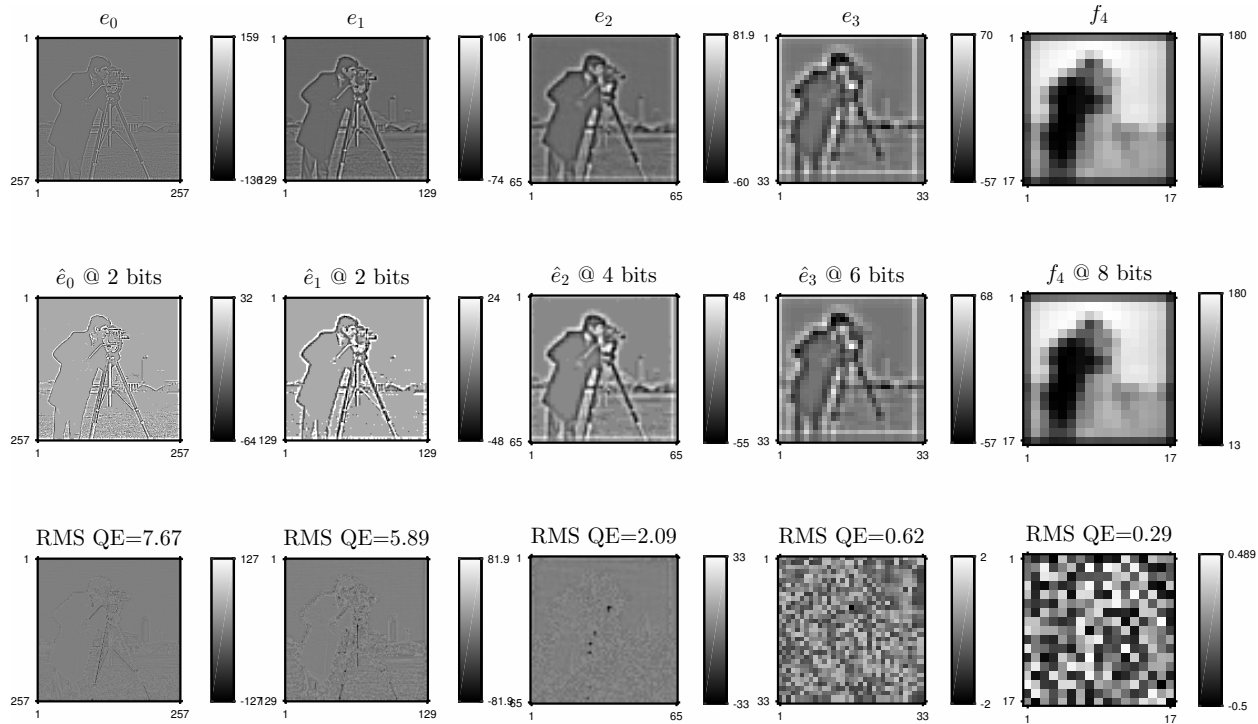 e₀ e₁ e₂ e₃ f₄
1 159 1 106 1 81.9 1 70 1 180
257 -136 129 -74 65 -60 33 -57 17
1 257 1 129 1 65 1 33 1 17
ê₀ @ 2 bits ê₁ @ 2 bits ê₂ @ 4 bits ê₃ @ 6 bits f₄ @ 8 bits
1 32 1 24 1 48 1 68 1 180
257 -64 129 -48 65 -55 33 -57 17 13
1 257 1 129 1 65 1 33 1 17
RMS QE=7.67 RMS QE=5.89 RMS QE=2.09 RMS QE=0.62 RMS QE=0.29
1 127 1 81.9 1 33 1 2 1 0.489
257 -127 129 -81.9 65 -33 33 -2 17 -0.5
1 257 1 129 1 65 1 33 1 17